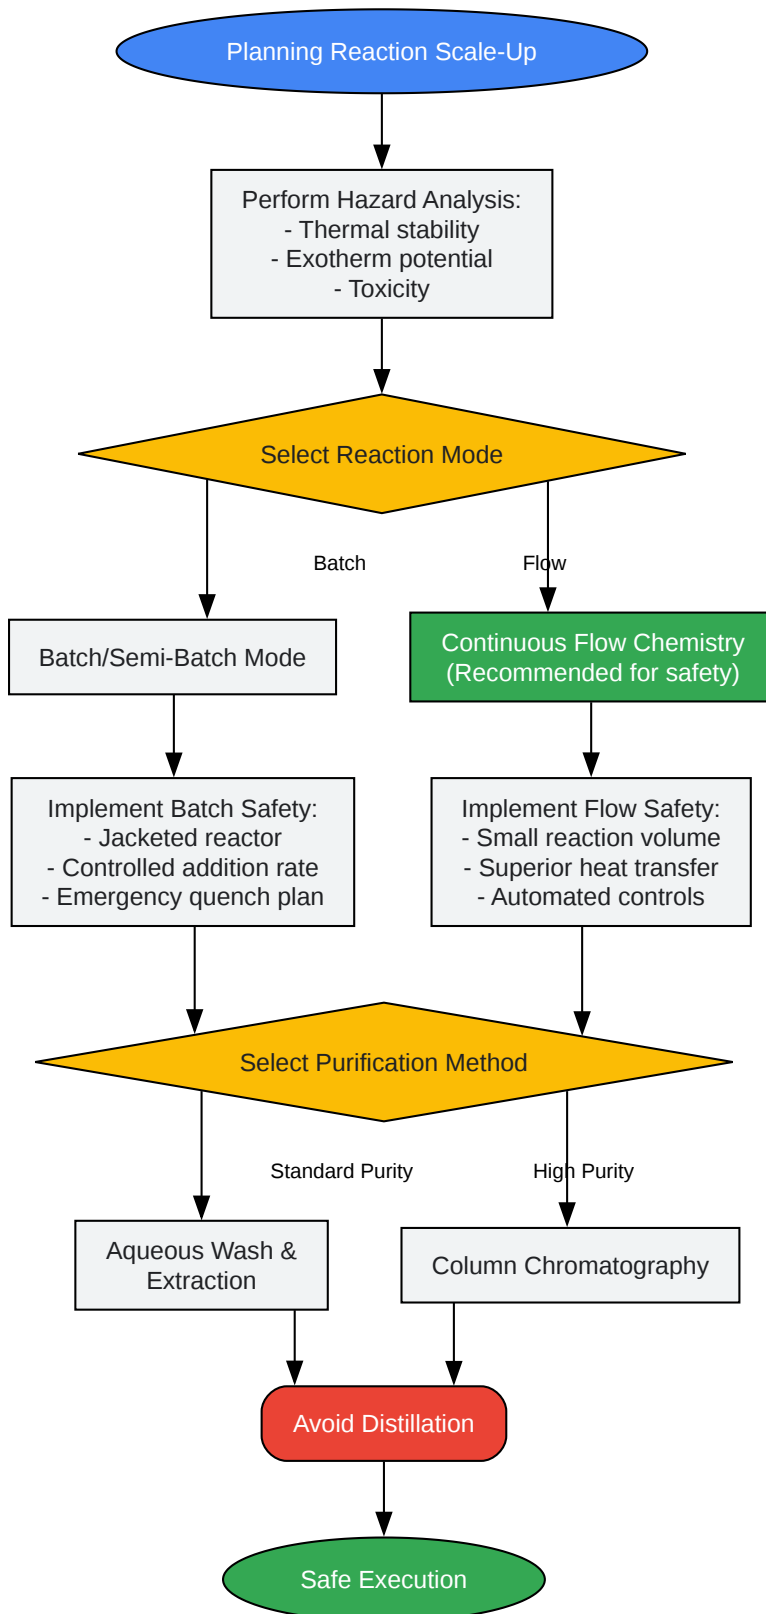 Planning Reaction Scale-Up
Perform Hazard Analysis:
- Thermal stability
- Exotherm potential
- Toxicity
Select Reaction Mode
Batch
Flow
Batch/Semi-Batch Mode
Continuous Flow Chemistry
(Recommended for safety)
Implement Batch Safety:
- Jacketed reactor
- Controlled addition rate
- Emergency quench plan
Implement Flow Safety:
- Small reaction volume
- Superior heat transfer
- Automated controls
Select Purification Method
Standard Purity
High Purity
Aqueous Wash &
Extraction
Column Chromatography
Avoid Distillation
Safe Execution